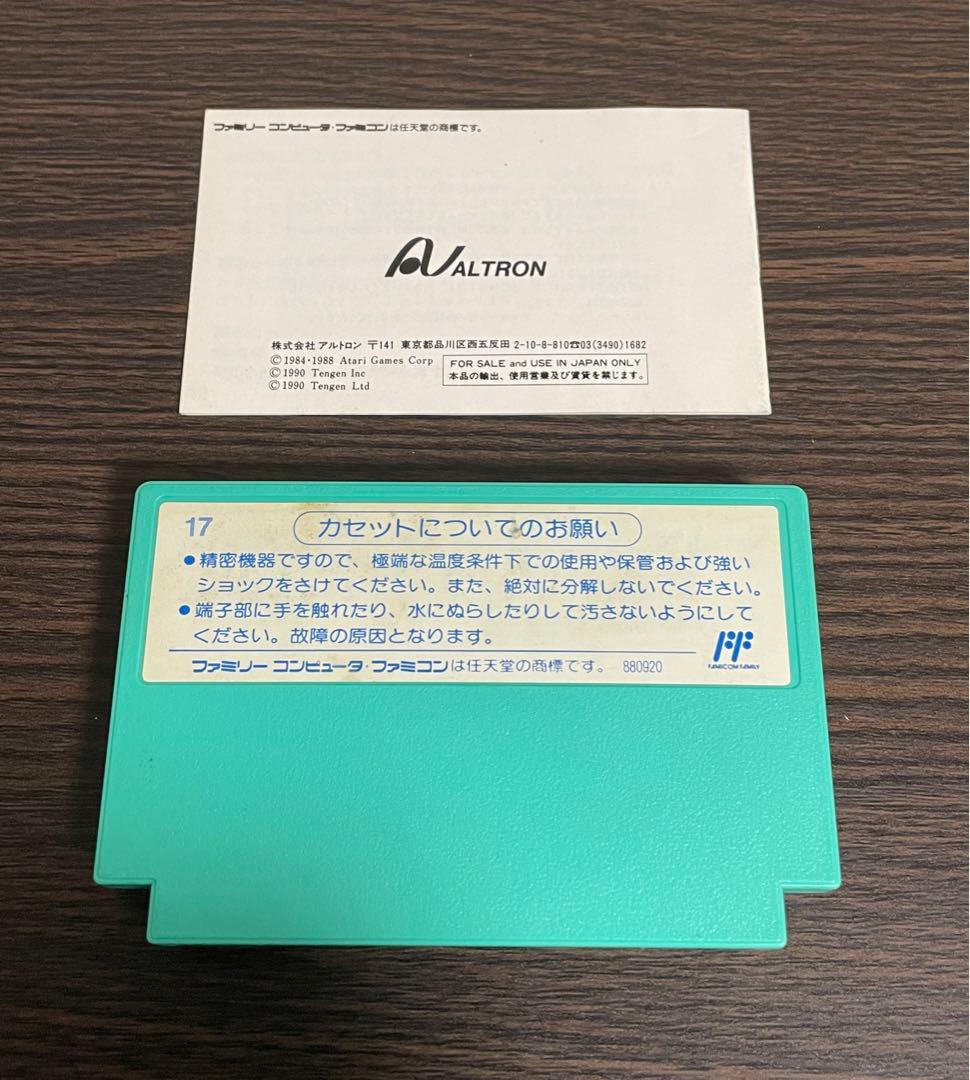 ファミリー コンピュータ・ファミコンは任天堂の商標です。
ALTRON
株式会社 アルトロン 〒141 東京都品川区西五反田 2-10-8-810☎03(3490)1682
©1984・1988 Atari Games Corp
©1990 Tengen Inc
©1990 Tengen Ltd
FOR SALE and USE IN JAPAN ONLY
本品の輸出、使用営業及び賃貸を禁じます。
17
カセットについてのお願い
●精密機器ですので、極端な温度条件下での使用や保管および強い
ショックをさけてください。また、絶対に分解しないでください。
●端子部に手を触れたり、水にぬらしたりして汚さないようにして
ください。故障の原因となります。
FAMICOM FAMILY
ファミリー コンピュータ・ファミコンは任天堂の商標です。 880920